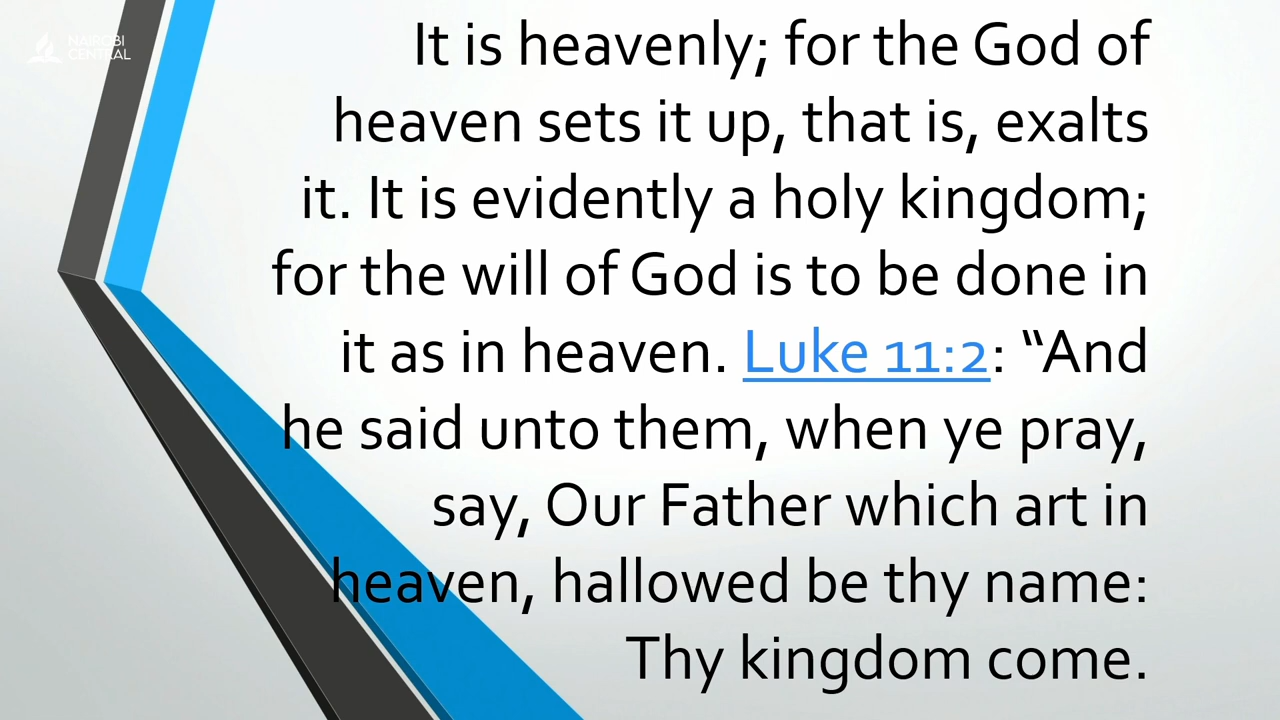 NAIROBI
CENTRAL
It is heavenly; for the God of
heaven sets it up, that is, exalts
it. It is evidently a holy kingdom;
for the will of God is to be done in
it as in heaven. Luke 11:2: “And
he said unto them, when ye pray,
say, Our Father which art in
heaven, hallowed be thy name:
Thy kingdom come.